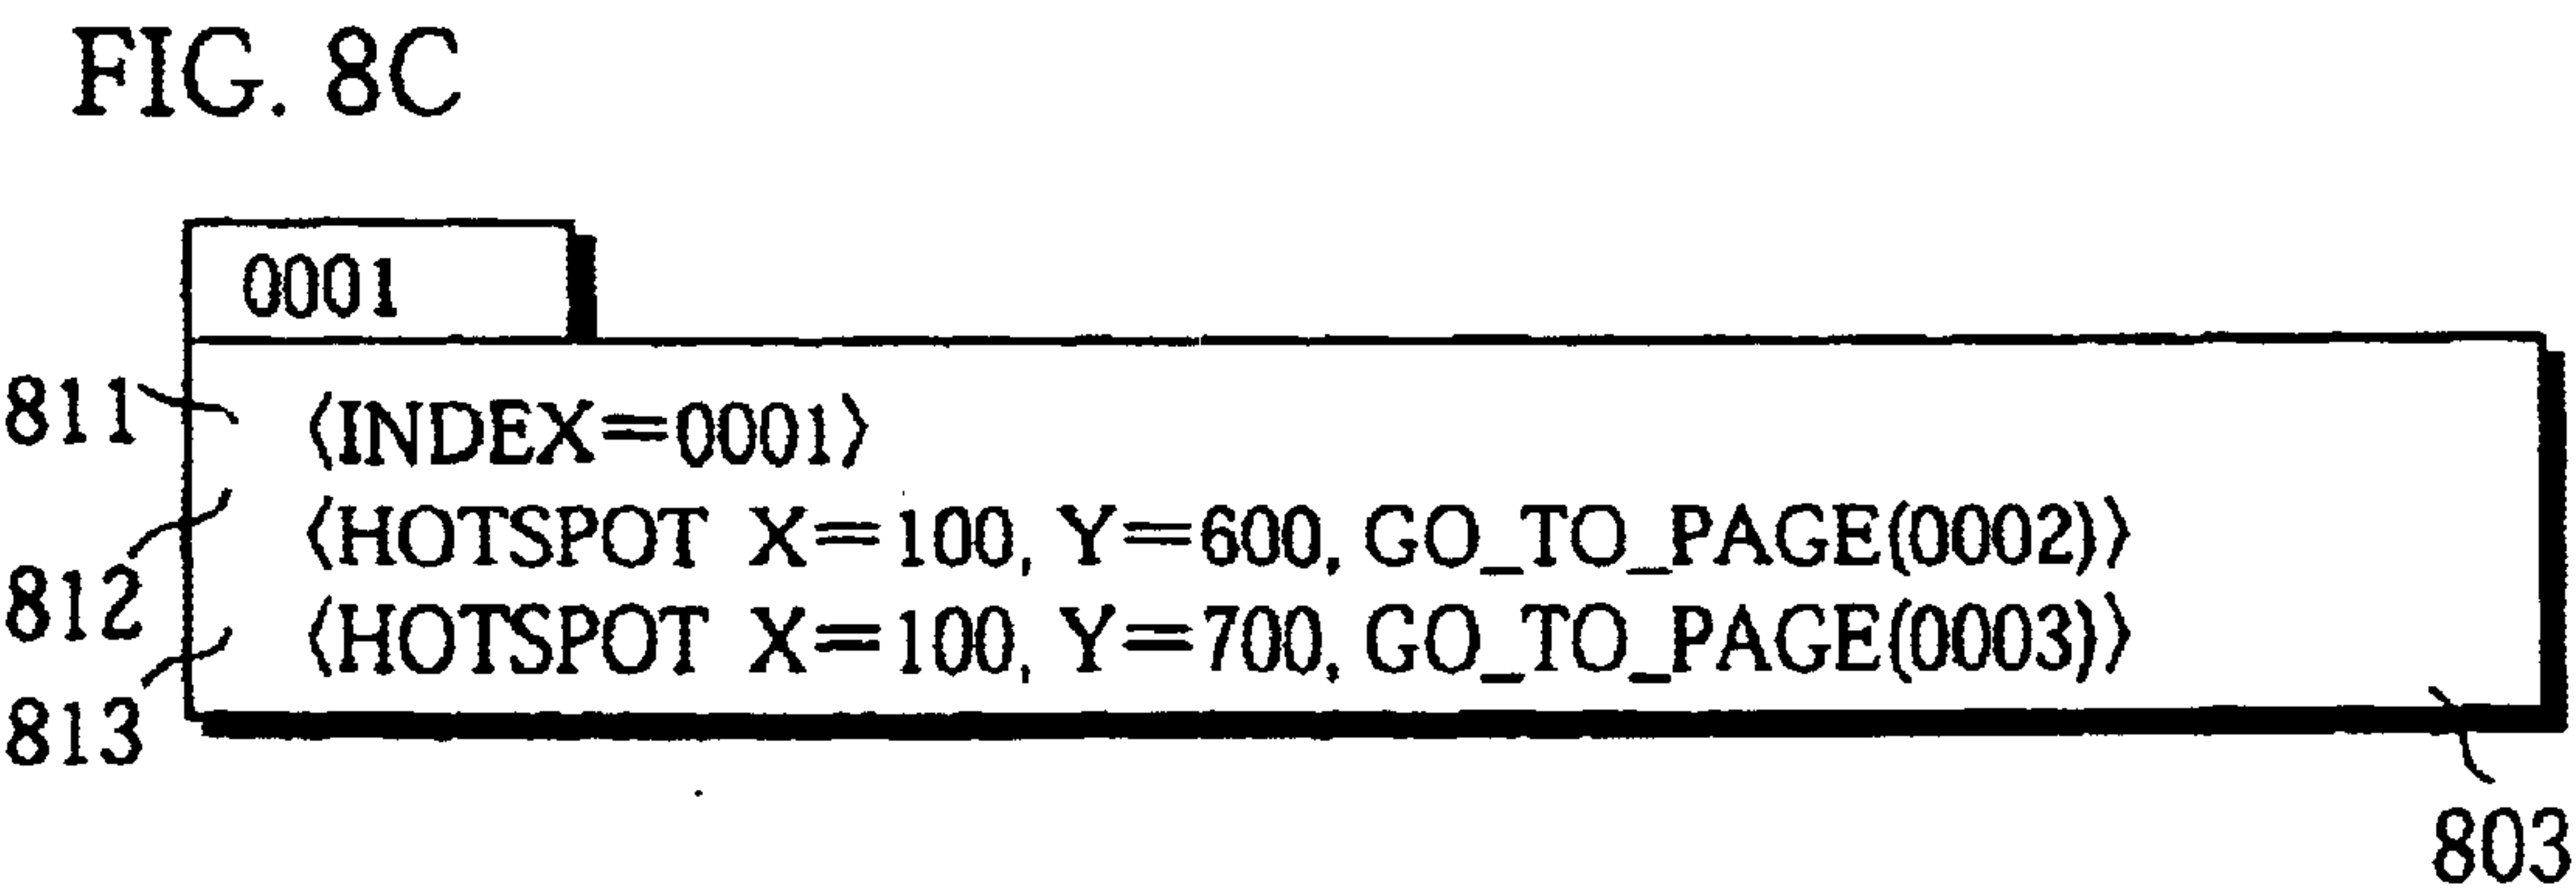 FIG. 8C
0001
811
〈INDEX=0001〉
812
〈HOTSPOT X=100, Y=600, GO_TO_PAGE(0002)〉
813
〈HOTSPOT X=100, Y=700, GO_TO_PAGE(0003)〉
803